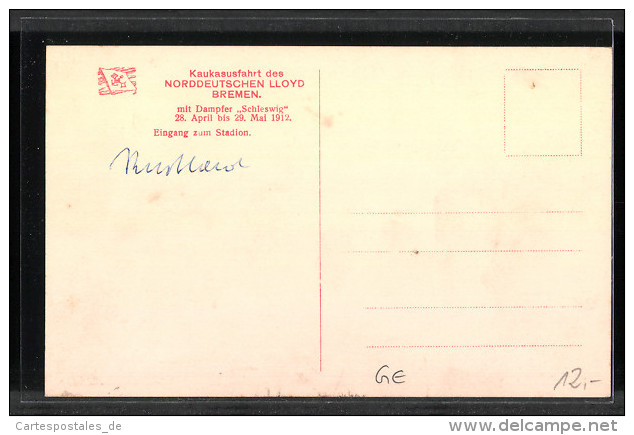 Kaukasusfahrt des
NORDDEUTSCHEN LLOYD
BREMEN.
mit Dampfer „Schleswig"
28. April bis 29. Mai 1912.
Eingang zum Stadion.
GE
12,-
Cartespostales_de
www.delcampe.net